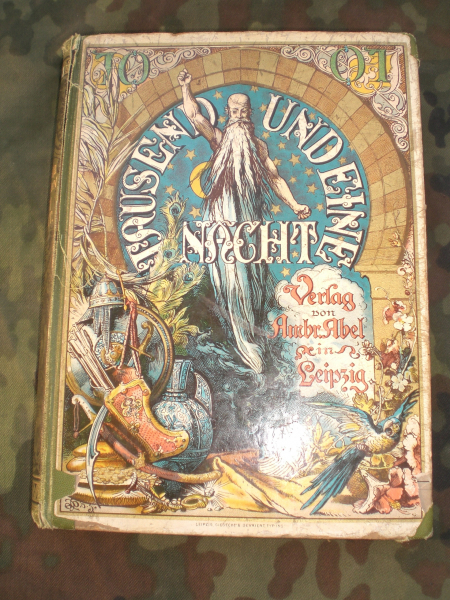 10 01
TAUSEND UND EINE
NACHT
Verlag
von
Ambr. Abel
in
Leipzig.